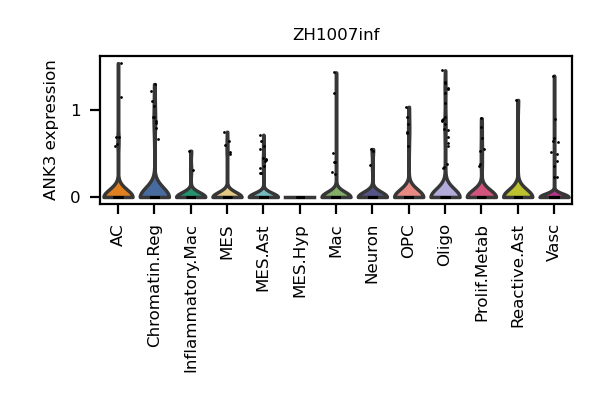 ZH1007inf
ANK3 expression
1
0
AC
Chromatin.Reg
Inflammatory.Mac
MES
MES.Ast
MES.Hyp
Mac
Neuron
OPC
Oligo
Prolif.Metab
Reactive.Ast
Vasc